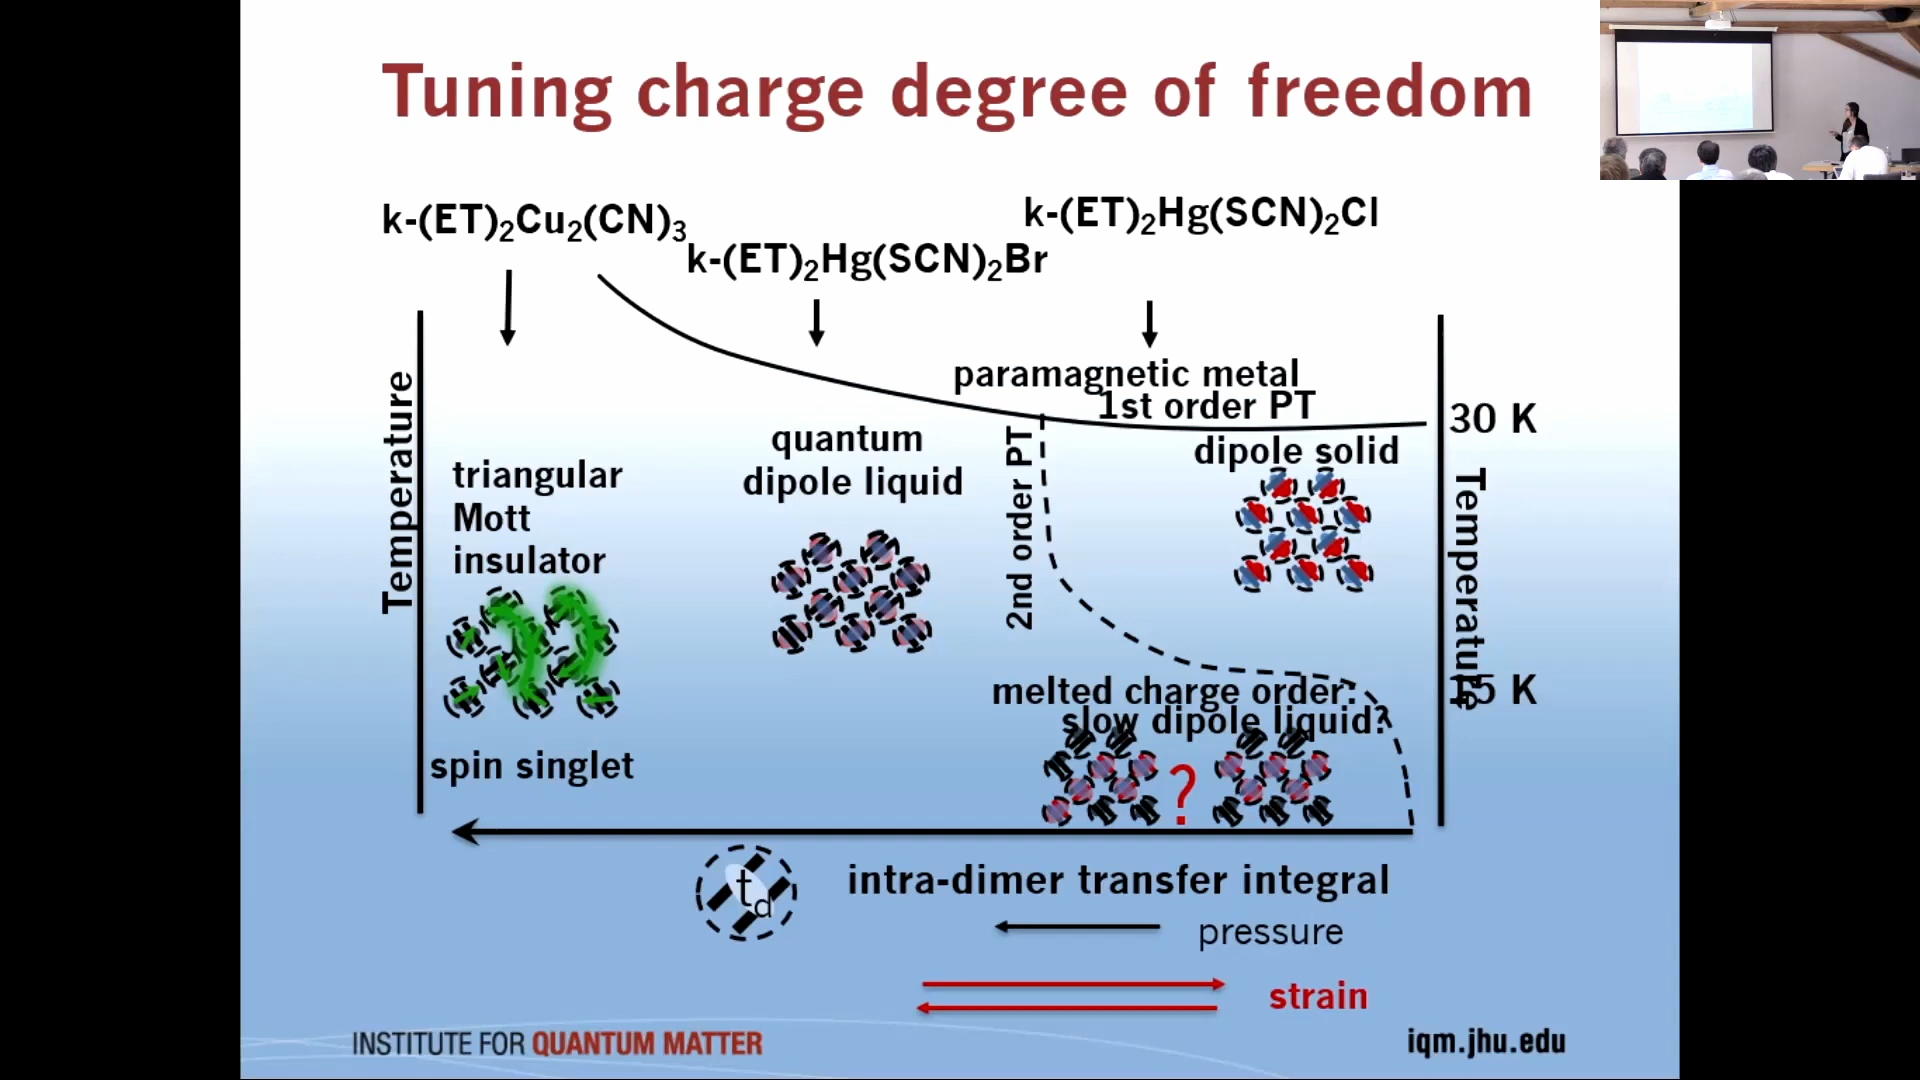 Tuning charge degree of freedom
k-(ET)₂Cu₂(CN)₃
k-(ET)₂Hg(SCN)₂Br
k-(ET)₂Hg(SCN)₂Cl
paramagnetic metal
1st order PT
30 K
quantum
dipole liquid
dipole solid
triangular
Mott
insulator
Temperature
2nd order PT
Temperature
15 K
melted charge order:
slow dipole liquid?
?
spin singlet
t_d
intra-dimer transfer integral
pressure
strain
INSTITUTE FOR QUANTUM MATTER
iqm.jhu.edu